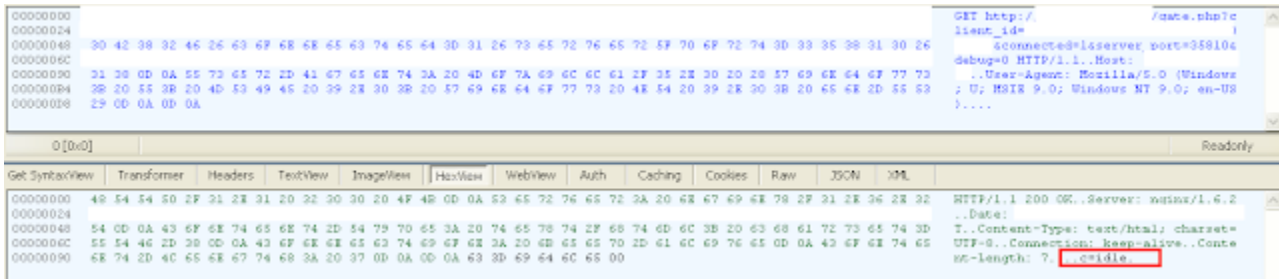 00000000 GET http:/ /gate.php?c
00000024 lient_id= )
00000048 30 42 38 32 46 26 63 6F 6E 6E 65 63 74 65 64 3D 31 26 73 65 72 76 65 72 5F 70 6F 72 74 3D 33 35 38 31 30 26 &connected=1&server_port=35810&
0000006C debug=0 HTTP/1.1..Host:
00000090 31 38 0D 0A 55 73 65 72 2D 41 67 65 6E 74 3A 20 4D 6F 7A 69 6C 6C 61 2F 35 2E 30 20 28 57 69 6E 64 6F 77 73 ..User-Agent: Mozilla/5.0 (Windows
000000B4 3B 20 55 3B 20 4D 53 49 45 20 39 2E 30 3B 20 57 69 6E 64 6F 77 73 20 4E 54 20 39 2E 30 3B 20 65 6E 2D 55 53 ; U; MSIE 9.0; Windows NT 9.0; en-US
000000D8 29 0D 0A 0D 0A )....
0 [0x0] Readonly
Get SyntaxView Transformer Headers TextView ImageView HexView WebView Auth Caching Cookies Raw JSON XML
00000000 48 54 54 50 2F 31 2E 31 20 32 30 30 20 4F 4B 0D 0A 53 65 72 76 65 72 3A 20 6E 67 69 6E 78 2F 31 2E 36 2E 32 HTTP/1.1 200 OK..Server: nginx/1.6.2
00000024 ..Date:
00000048 54 0D 0A 43 6F 6E 74 65 6E 74 2D 54 79 70 65 3A 20 74 65 78 74 2F 68 74 6D 6C 3B 20 63 68 61 72 73 65 74 3D T..Content-Type: text/html; charset=
0000006C 55 54 46 2D 38 0D 0A 43 6F 6E 6E 65 63 74 69 6F 6E 3A 20 6B 65 65 70 2D 61 6C 69 76 65 0D 0A 43 6F 6E 74 65 UTF-8..Connection: keep-alive..Conte
00000090 6E 74 2D 4C 65 6E 67 74 68 3A 20 37 0D 0A 0D 0A 63 3D 69 64 6C 65 00 nt-Length: 7. ...c=idle.